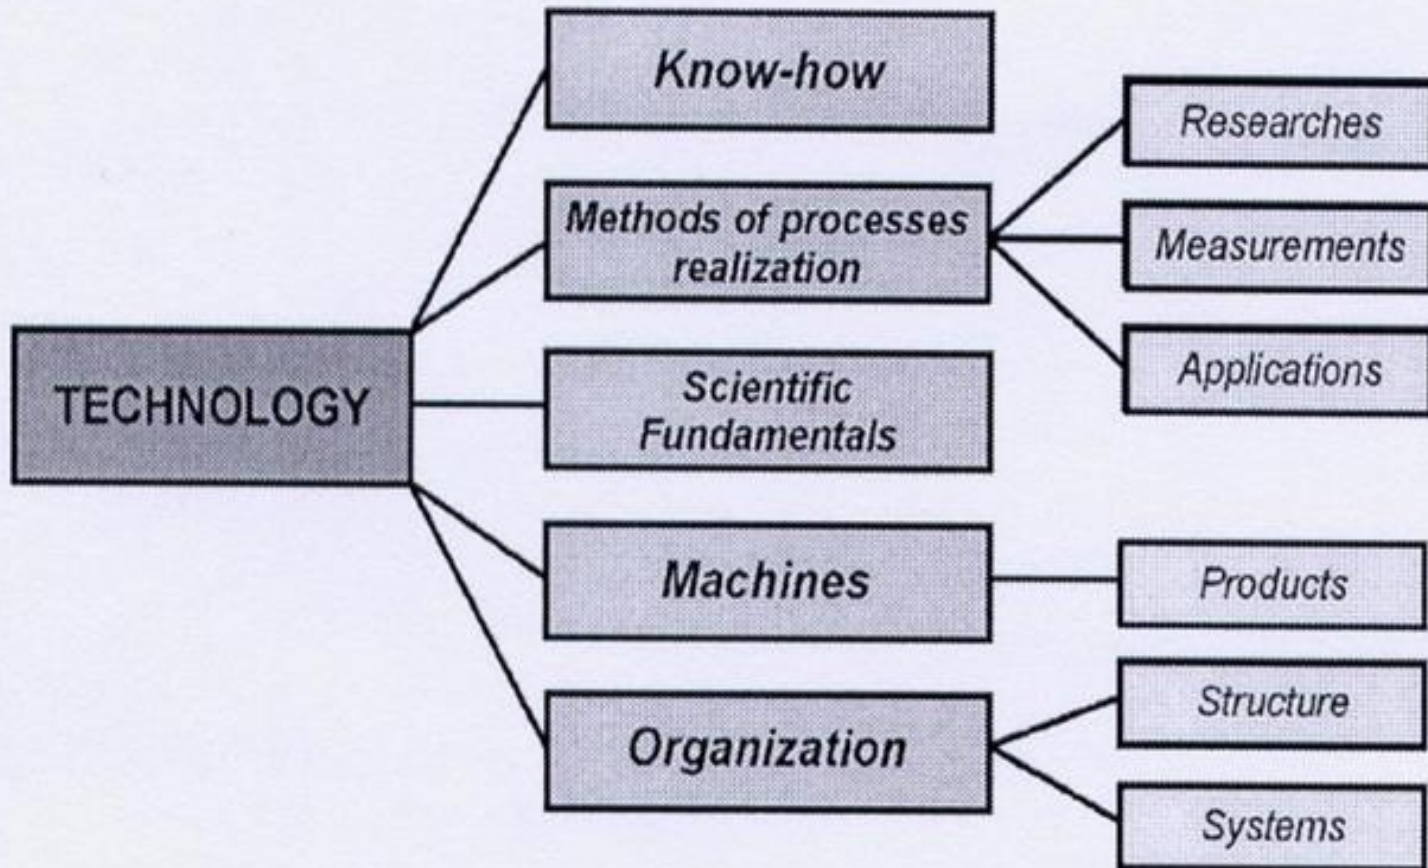 TECHNOLOGY
Know-how
Methods of processes
realization
Scientific
Fundamentals
Machines
Organization
Researches
Measurements
Applications
Products
Structure
Systems